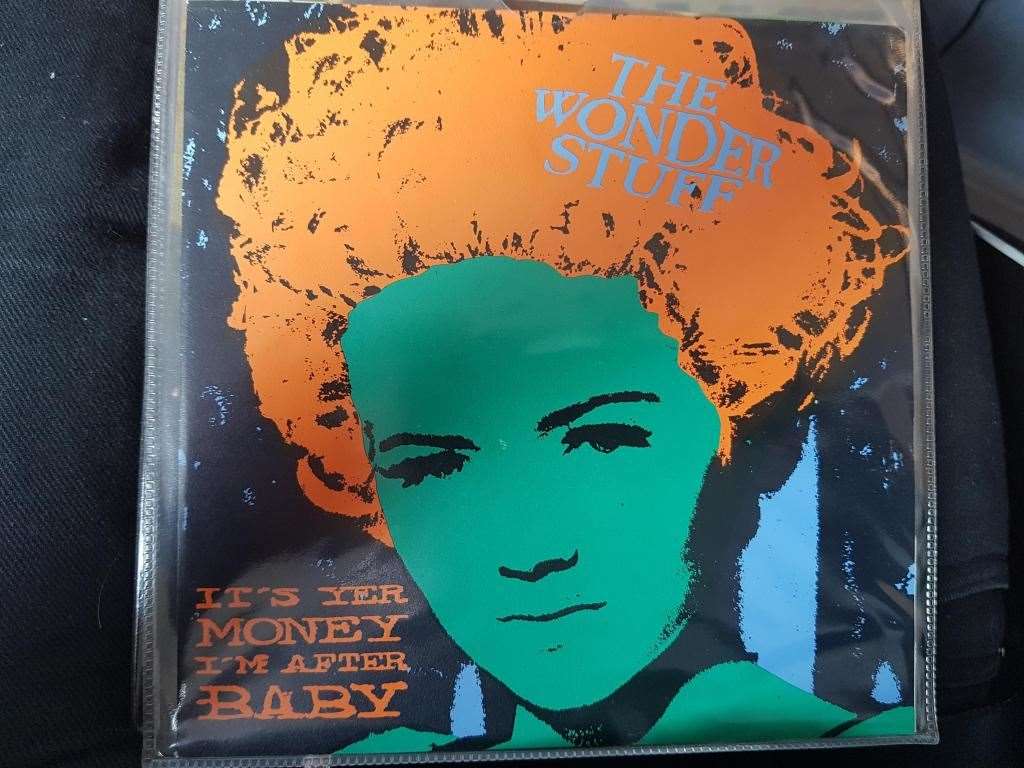 THE
WONDER
STUFF
IT'S YER
MONEY
I'M AFTER
BABY